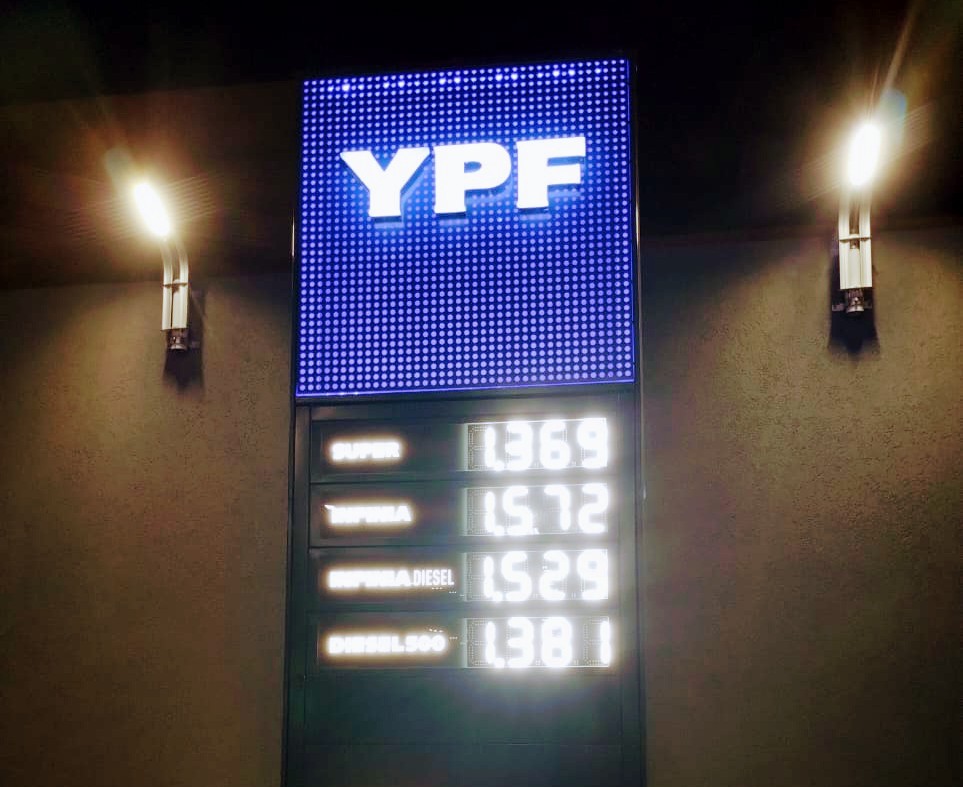 YPF
SUPER 1.369
INFINIA 1.572
INFINIA DIESEL 1.529
DIESEL500 1.381